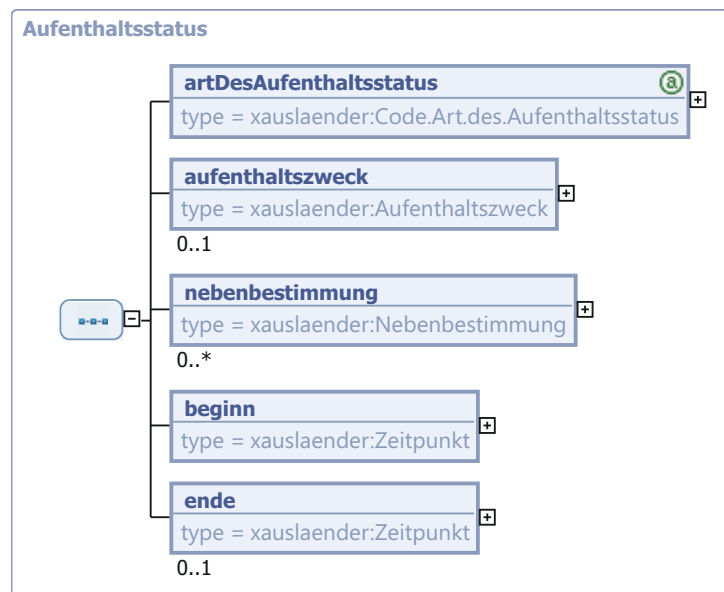 Aufenthaltsstatus
artDesAufenthaltsstatus
a
type = xauslaender:Code.Art.des.Aufenthaltsstatus
aufenthaltszweck
type = xauslaender:Aufenthaltszweck
0..1
nebenbestimmung
type = xauslaender:Nebenbestimmung
0..*
beginn
type = xauslaender:Zeitpunkt
ende
type = xauslaender:Zeitpunkt
0..1